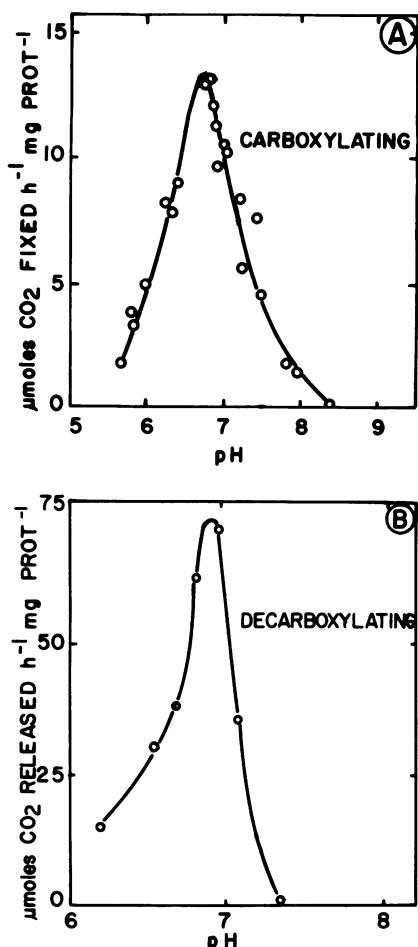 A
15
10
5
0
μmoles CO2 FIXED h⁻¹ mg PROT⁻¹
CARBOXYLATING
5 6 7 8 9
pH
B
75
50
25
0
μmoles CO2 RELEASED h⁻¹ mg PROT⁻¹
DECARBOXYLATING
6 7 8
pH